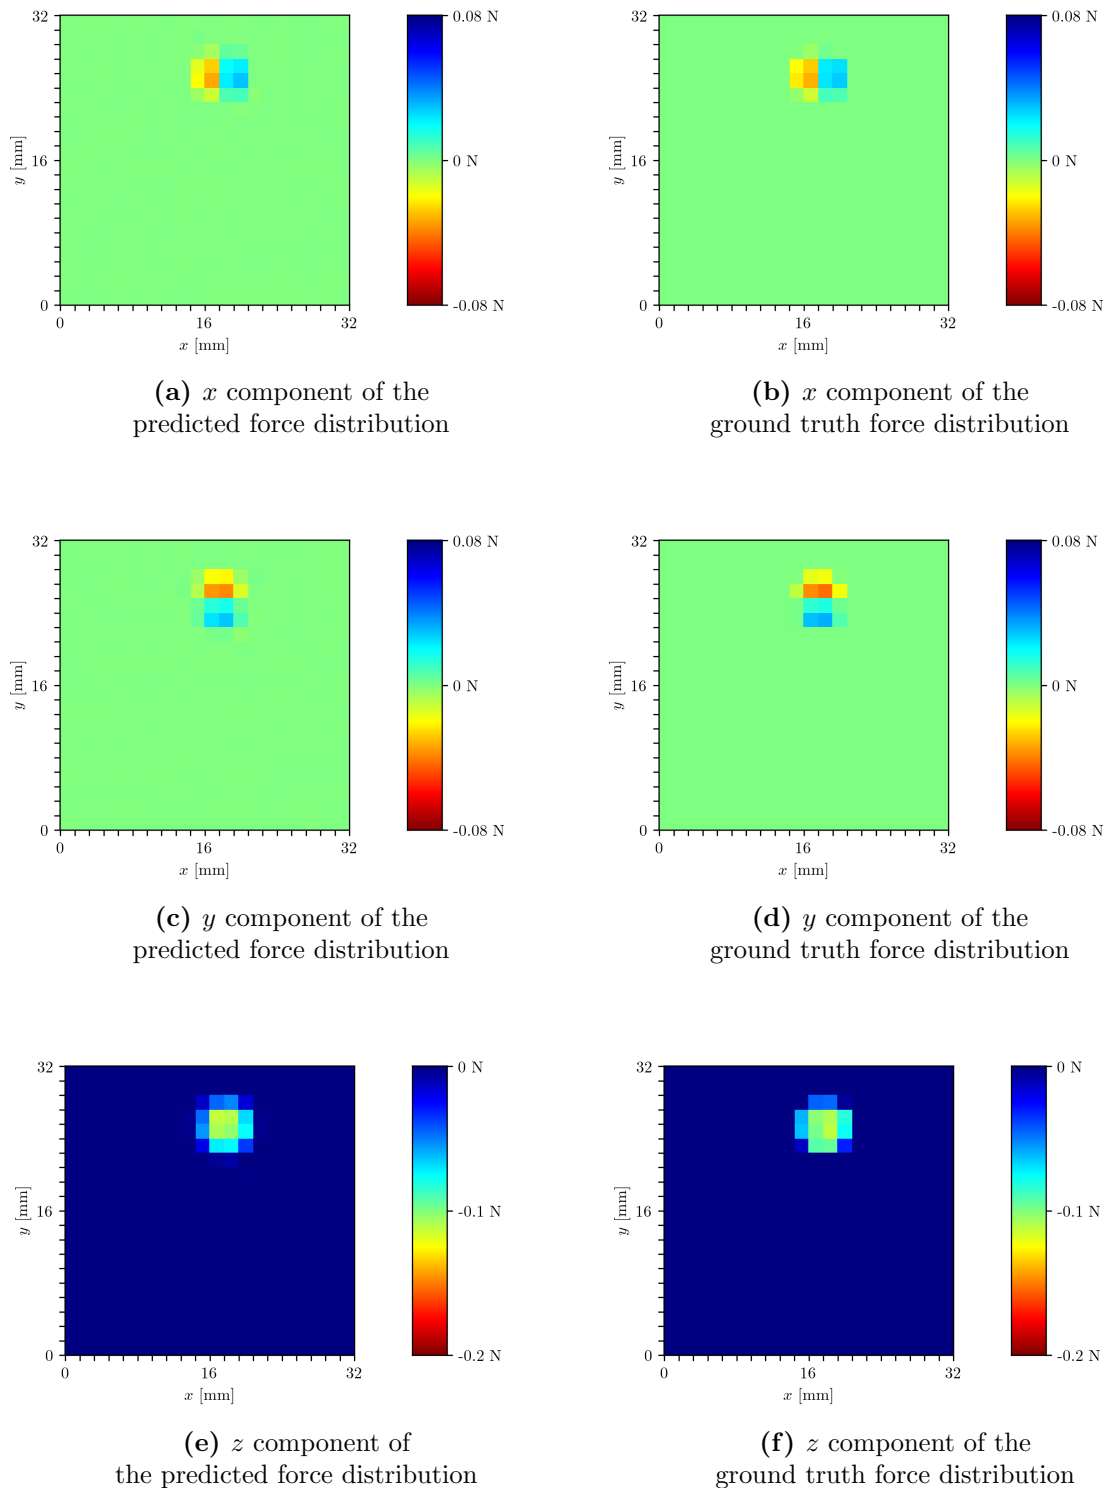 32
16
0
y [mm]
0 16 32
x [mm]
0.08 N
0 N
-0.08 N
(a) x component of the
predicted force distribution
32
16
0
y [mm]
0 16 32
x [mm]
0.08 N
0 N
-0.08 N
(b) x component of the
ground truth force distribution
32
16
0
y [mm]
0 16 32
x [mm]
0.08 N
0 N
-0.08 N
(c) y component of the
predicted force distribution
32
16
0
y [mm]
0 16 32
x [mm]
0.08 N
0 N
-0.08 N
(d) y component of the
ground truth force distribution
32
16
0
y [mm]
0 16 32
x [mm]
0 N
-0.1 N
-0.2 N
(e) z component of
the predicted force distribution
32
16
0
y [mm]
0 16 32
x [mm]
0 N
-0.1 N
-0.2 N
(f) z component of the
ground truth force distribution